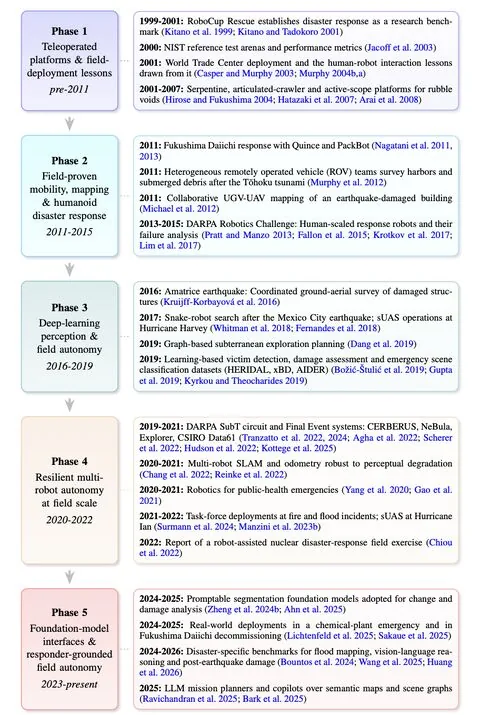 Phase 1
Teleoperated
platforms & field-
deployment lessons
pre-2011
1999-2001: RoboCup Rescue establishes disaster response as a research bench-
mark (Kitano et al. 1999; Kitano and Tadokoro 2001)
2000: NIST reference test arenas and performance metrics (Jacoff et al. 2003)
2001: World Trade Center deployment and the human-robot interaction lessons
drawn from it (Casper and Murphy 2003; Murphy 2004b,a)
2001-2007: Serpentine, articulated-crawler and active-scope platforms for rubble
voids (Hirose and Fukushima 2004; Hatazaki et al. 2007; Arai et al. 2008)
Phase 2
Field-proven
mobility, mapping
& humanoid
disaster response
2011-2015
2011: Fukushima Daiichi response with Quince and PackBot (Nagatani et al. 2011,
2013)
2011: Heterogeneous remotely operated vehicle (ROV) teams survey harbors and
submerged debris after the Tōhoku tsunami (Murphy et al. 2012)
2011: Collaborative UGV-UAV mapping of an earthquake-damaged building
(Michael et al. 2012)
2013-2015: DARPA Robotics Challenge: Human-scaled response robots and their
failure analysis (Pratt and Manzo 2013; Fallon et al. 2015; Krotkov et al. 2017;
Lim et al. 2017)
Phase 3
Deep-learning
perception &
field autonomy
2016-2019
2016: Amatrice earthquake: Coordinated ground-aerial survey of damaged struc-
tures (Kruijff-Korbayová et al. 2016)
2017: Snake-robot search after the Mexico City earthquake; sUAS operations at
Hurricane Harvey (Whitman et al. 2018; Fernandes et al. 2018)
2019: Graph-based subterranean exploration planning (Dang et al. 2019)
2019: Learning-based victim detection, damage assessment and emergency scene
classification datasets (HERIDAL, xBD, AIDER) (Božić-Štulić et al. 2019; Gupta
et al. 2019; Kyrkou and Theocharides 2019)
Phase 4
Resilient multi-
robot autonomy
at field scale
2020-2022
2019-2021: DARPA SubT circuit and Final Event systems: CERBERUS, NeBula,
Explorer, CSIRO Data61 (Tranzatto et al. 2022, 2024; Agha et al. 2022; Scherer
et al. 2022; Hudson et al. 2022; Kottege et al. 2025)
2020-2021: Multi-robot SLAM and odometry robust to perceptual degradation
(Chang et al. 2022; Reinke et al. 2022)
2020-2021: Robotics for public-health emergencies (Yang et al. 2020; Gao et al.
2021)
2021-2022: Task-force deployments at fire and flood incidents; sUAS at Hurricane
Ian (Surmann et al. 2024; Manzini et al. 2023b)
2022: Report of a robot-assisted nuclear disaster-response field exercise (Chiou
et al. 2022)
Phase 5
Foundation-model
interfaces &
responder-grounded
field autonomy
2023-present
2024-2025: Promptable segmentation foundation models adopted for change and
damage analysis (Zheng et al. 2024b; Ahn et al. 2025)
2024-2025: Real-world deployments in a chemical-plant emergency and in
Fukushima Daiichi decommissioning (Lichtenfeld et al. 2025; Sakaue et al. 2025)
2024-2026: Disaster-specific benchmarks for flood mapping, vision-language rea-
soning and post-earthquake damage (Bountos et al. 2024; Wang et al. 2025; Huang
et al. 2026)
2025: LLM mission planners and copilots over semantic maps and scene graphs
(Ravichandran et al. 2025; Bark et al. 2025)